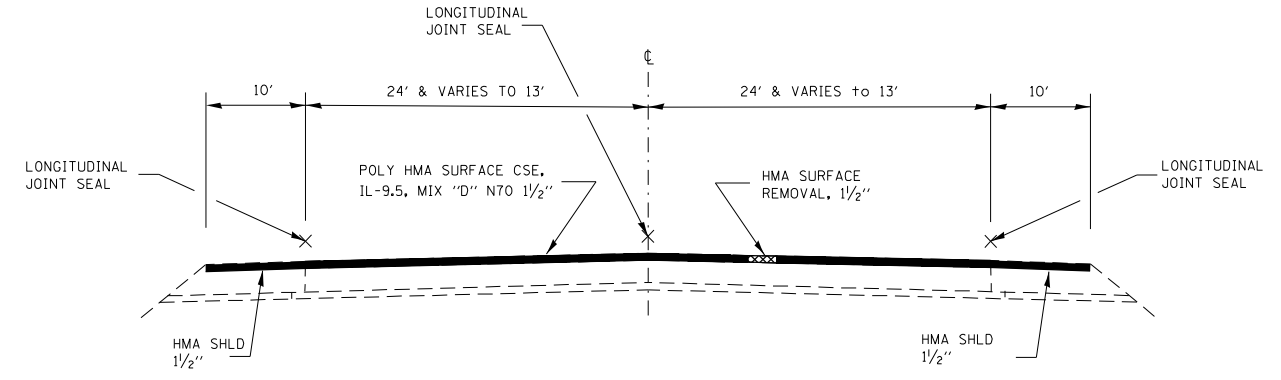 LONGITUDINAL
JOINT SEAL
℄
10'
24' & VARIES TO 13'
24' & VARIES to 13'
10'
LONGITUDINAL
JOINT SEAL
POLY HMA SURFACE CSE,
IL-9.5, MIX "D" N70 1½"
HMA SURFACE
REMOVAL, 1½"
LONGITUDINAL
JOINT SEAL
HMA SHLD
1½"
HMA SHLD
1½"